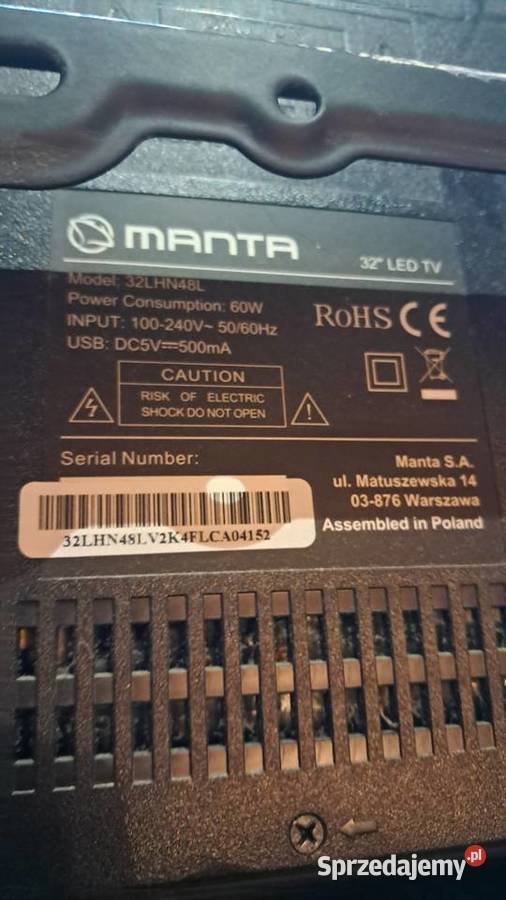 MANTA
32" LED TV
Model: 32LHN48L
Power Consumption: 60W
INPUT: 100-240V~ 50/60Hz
USB: DC5V⎓500mA
RoHS CE
CAUTION
RISK OF ELECTRIC
SHOCK DO NOT OPEN
Serial Number:
32LHN48LV2K4FLCA04152
Manta S.A.
ul. Matuszewska 14
03-876 Warszawa
Assembled in Poland
Sprzedajemy.pl